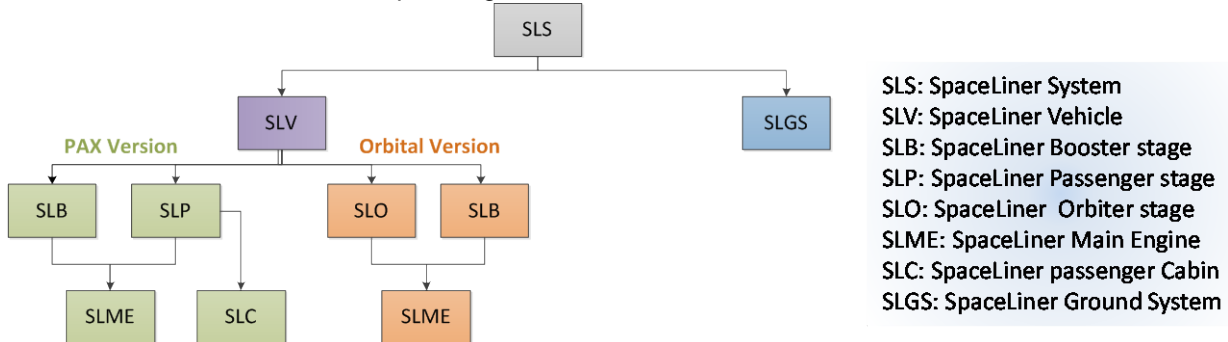 SLS
SLV
SLGS
PAX Version
Orbital Version
SLB
SLP
SLO
SLB
SLME
SLC
SLME
SLS: SpaceLiner System
SLV: SpaceLiner Vehicle
SLB: SpaceLiner Booster stage
SLP: SpaceLiner Passenger stage
SLO: SpaceLiner Orbiter stage
SLME: SpaceLiner Main Engine
SLC: SpaceLiner passenger Cabin
SLGS: SpaceLiner Ground System